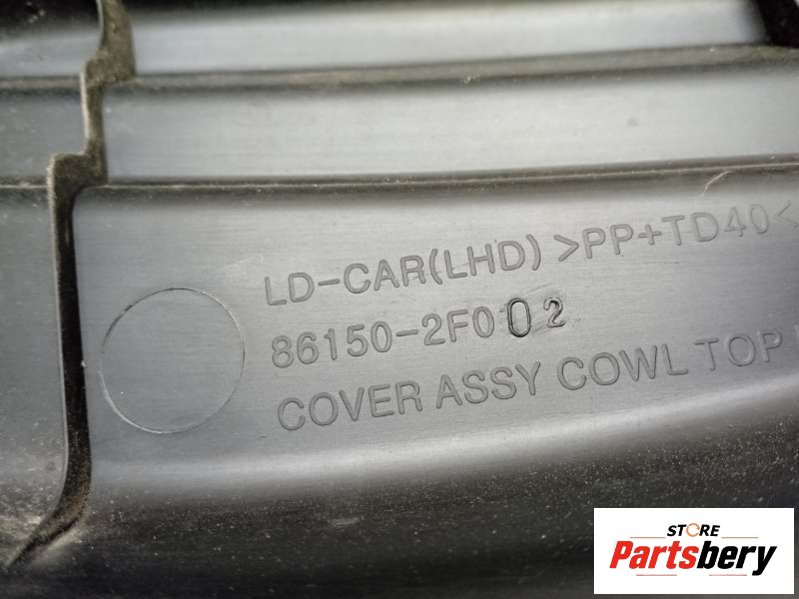 LD-CAR(LHD) >PP+TD40<
86150-2F002
COVER ASSY COWL TOP
STORE
Partsbery